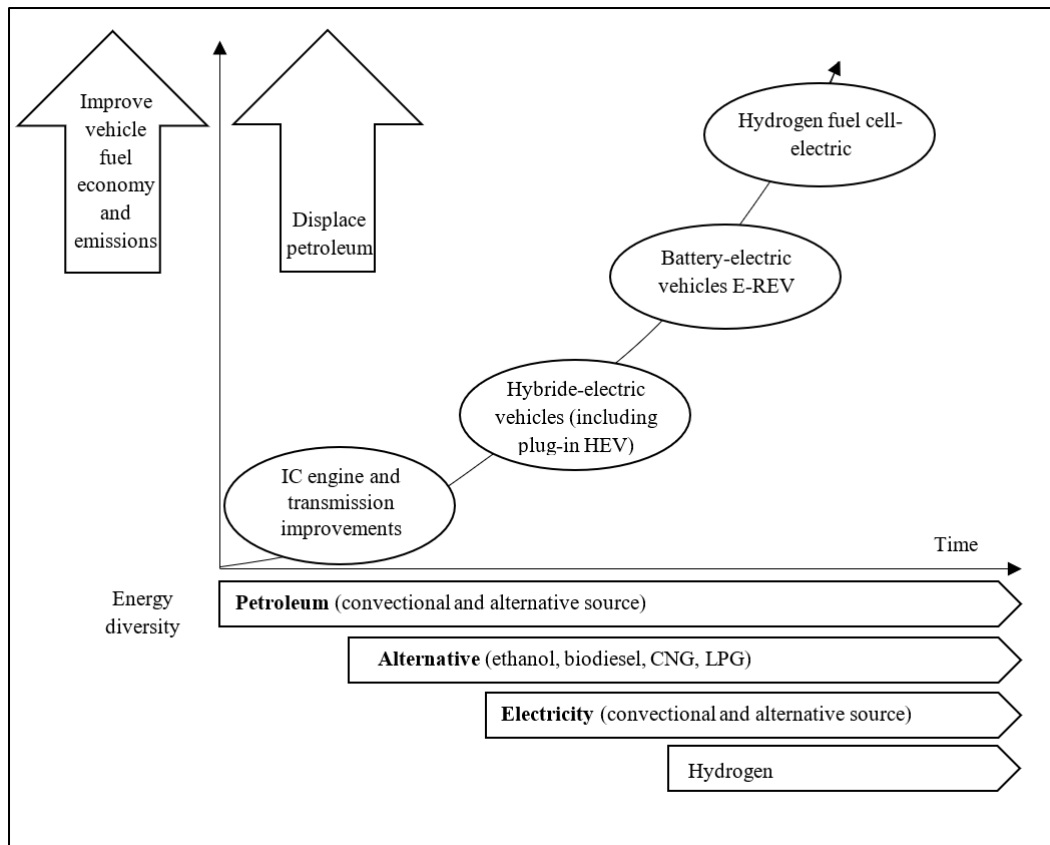 Improve
vehicle
fuel
economy
and
emissions
Displace
petroleum
Hydrogen fuel cell-
electric
Battery-electric
vehicles E-REV
Hybride-electric
vehicles (including
plug-in HEV)
IC engine and
transmission
improvements
Time
Energy
diversity
Petroleum (convectional and alternative source)
Alternative (ethanol, biodiesel, CNG, LPG)
Electricity (convectional and alternative source)
Hydrogen